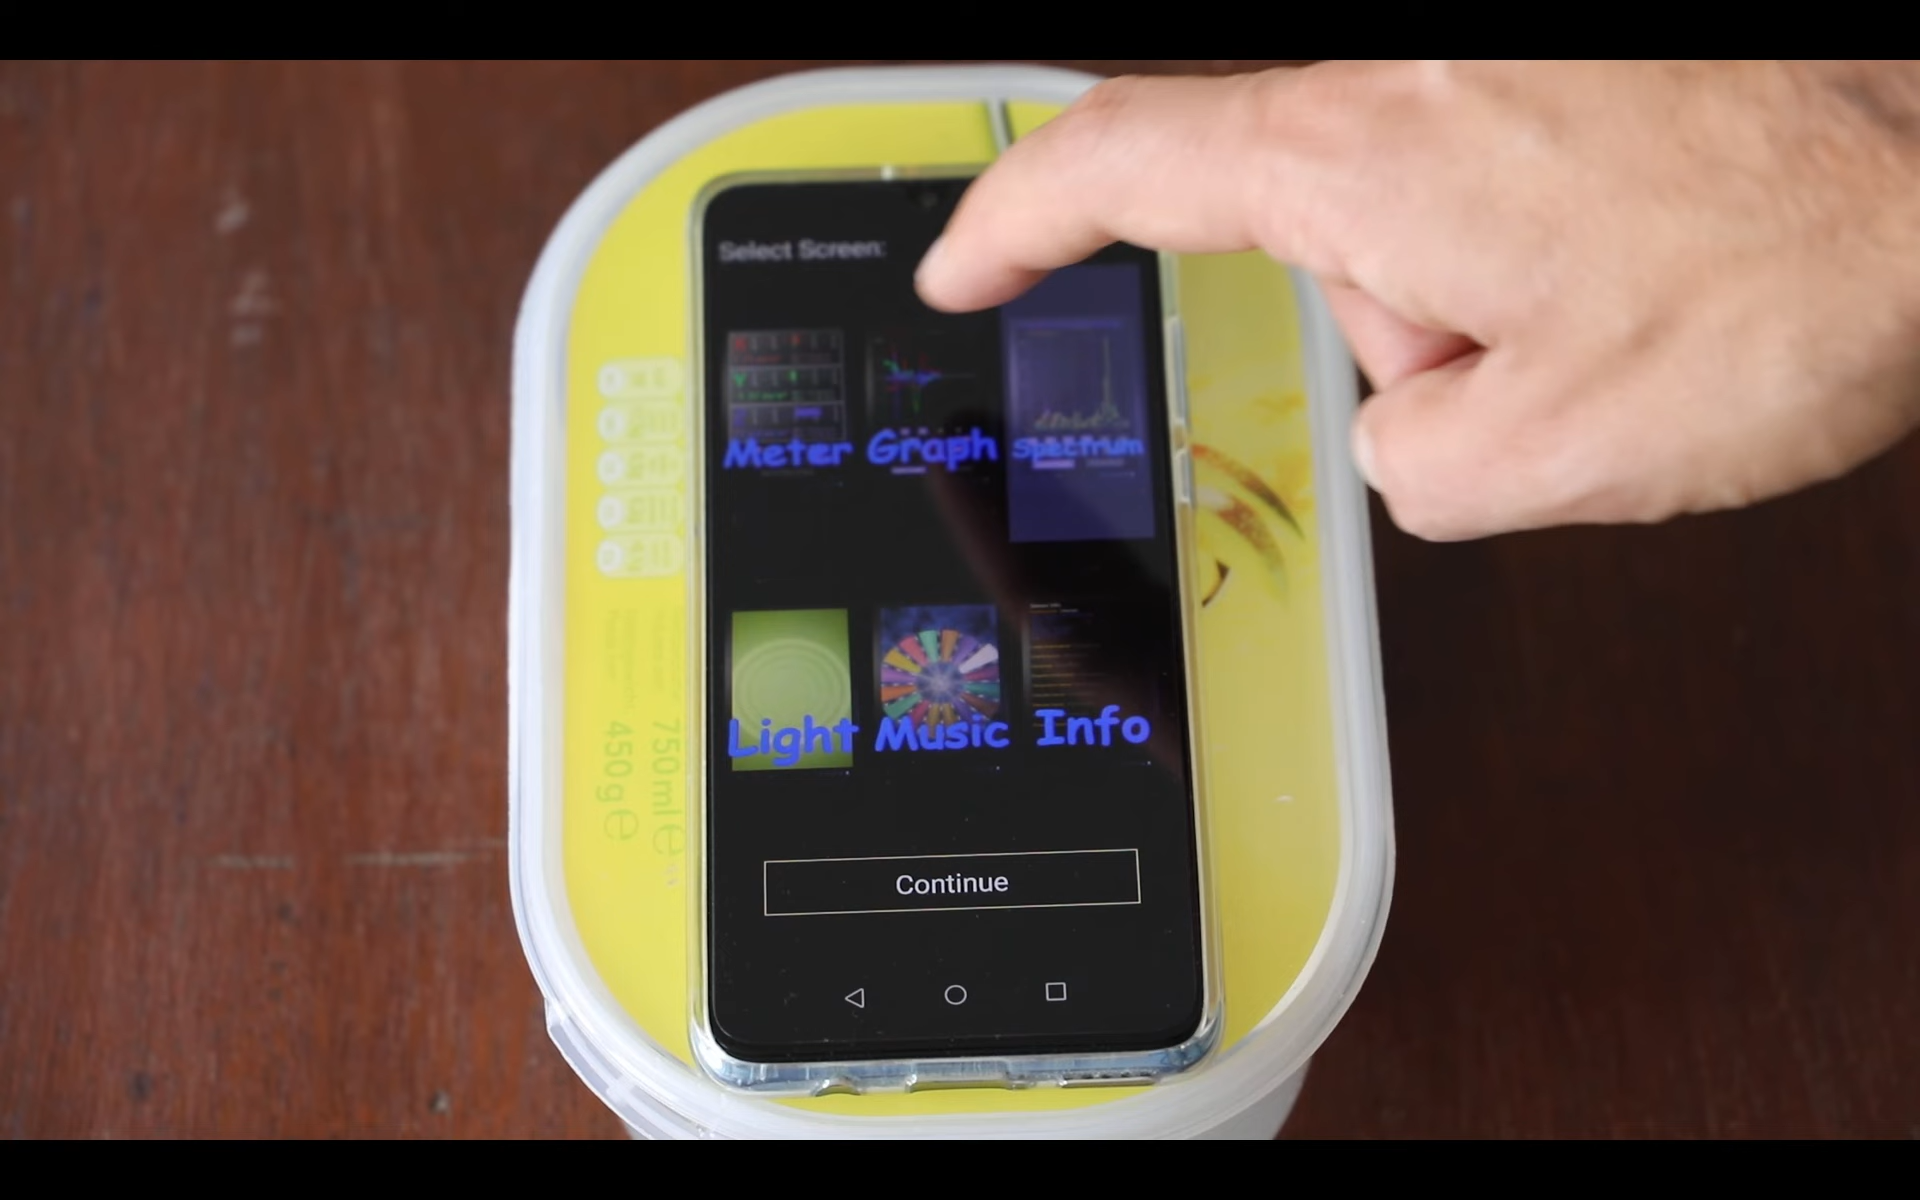 Select Screen:
Meter Graph Spectrum
Light Music Info
Continue
750ml e
450g e